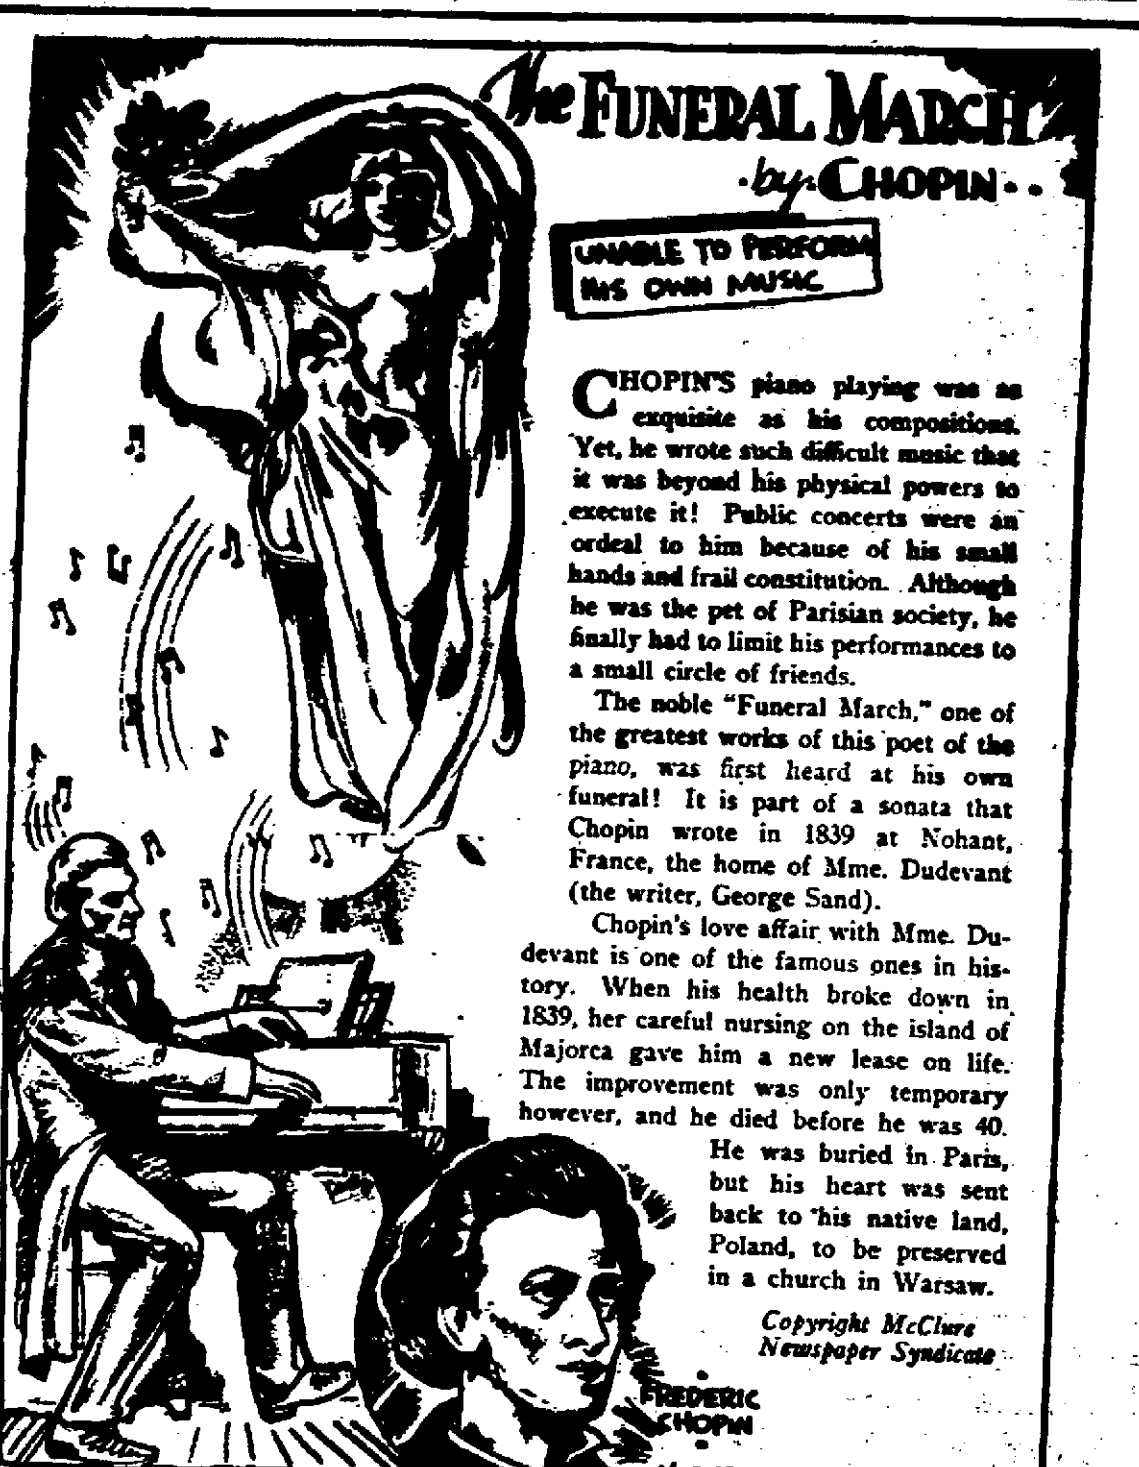 The FUNERAL MARCH
by CHOPIN
UNABLE TO PERFORM
HIS OWN MUSIC
CHOPIN'S piano playing was as
exquisite as his compositions.
Yet, he wrote such difficult music that
it was beyond his physical powers to
execute it! Public concerts were an
ordeal to him because of his small
hands and frail constitution. Although
he was the pet of Parisian society, he
finally had to limit his performances to
a small circle of friends.
The noble "Funeral March," one of
the greatest works of this poet of the
piano, was first heard at his own
funeral! It is part of a sonata that
Chopin wrote in 1839 at Nohant,
France, the home of Mme. Dudevant
(the writer, George Sand).
Chopin's love affair with Mme. Du-
devant is one of the famous ones in his-
tory. When his health broke down in
1839, her careful nursing on the island of
Majorca gave him a new lease on life.
The improvement was only temporary
however, and he died before he was 40.
He was buried in Paris,
but his heart was sent
back to his native land,
Poland, to be preserved
in a church in Warsaw.
Copyright McClure
Newspaper Syndicate
FREDERIC
CHOPIN